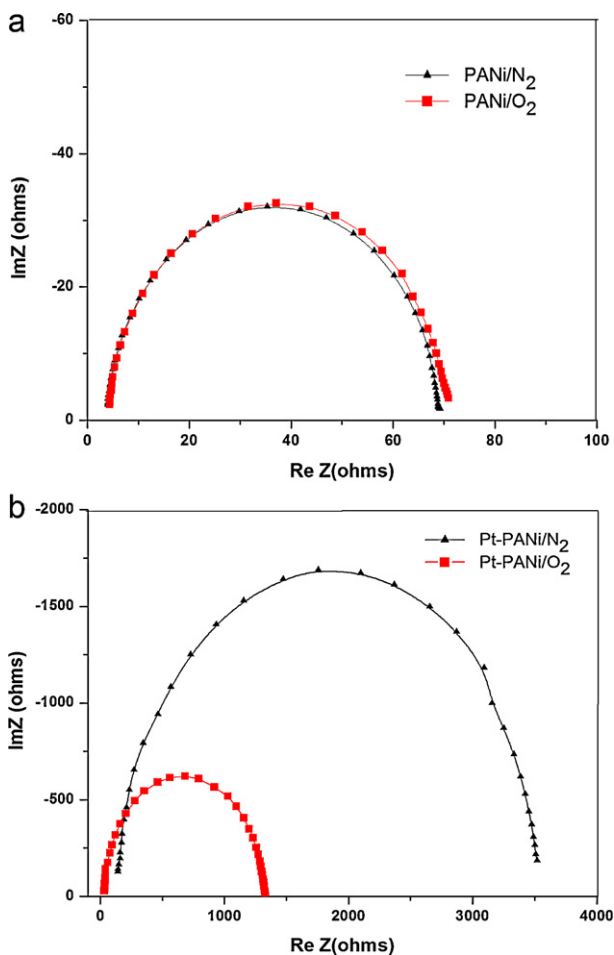 a
-60
-40
-20
0
ImZ (ohms)
PANi/N2
PANi/O2
0 20 40 60 80 100
Re Z(ohms)
b
-2000
-1500
-1000
-500
0
ImZ (ohms)
Pt-PANi/N2
Pt-PANi/O2
0 1000 2000 3000 4000
Re Z(ohms)